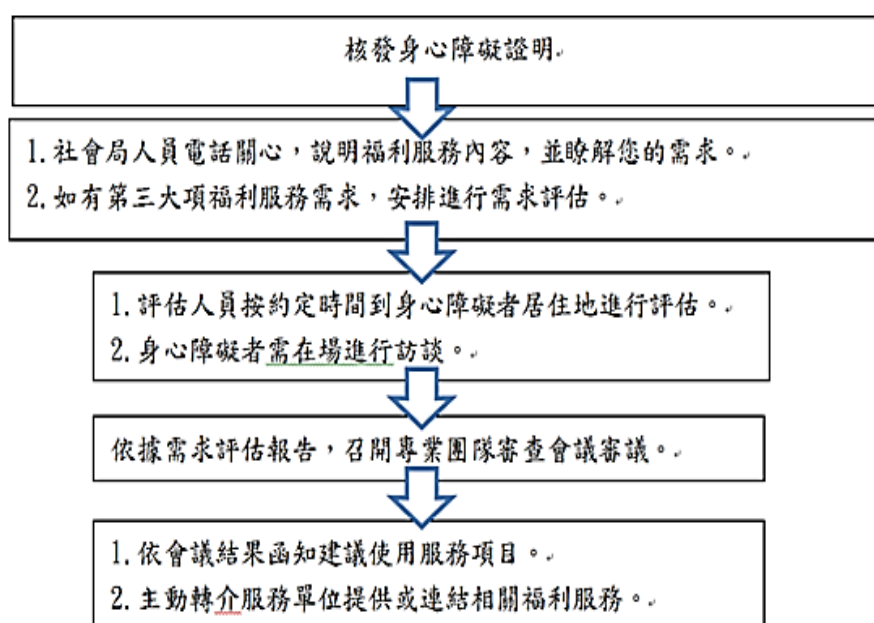 核發身心障礙證明
1. 社會局人員電話關心，說明福利服務內容，並瞭解您的需求。
2. 如有第三大項福利服務需求，安排進行需求評估。
1. 評估人員按約定時間到身心障礙者居住地進行評估。
2. 身心障礙者需在場進行訪談。
依據需求評估報告，召開專業團隊審查會議審議。
1. 依會議結果函知建議使用服務項目。
2. 主動轉介服務單位提供或連結相關福利服務。